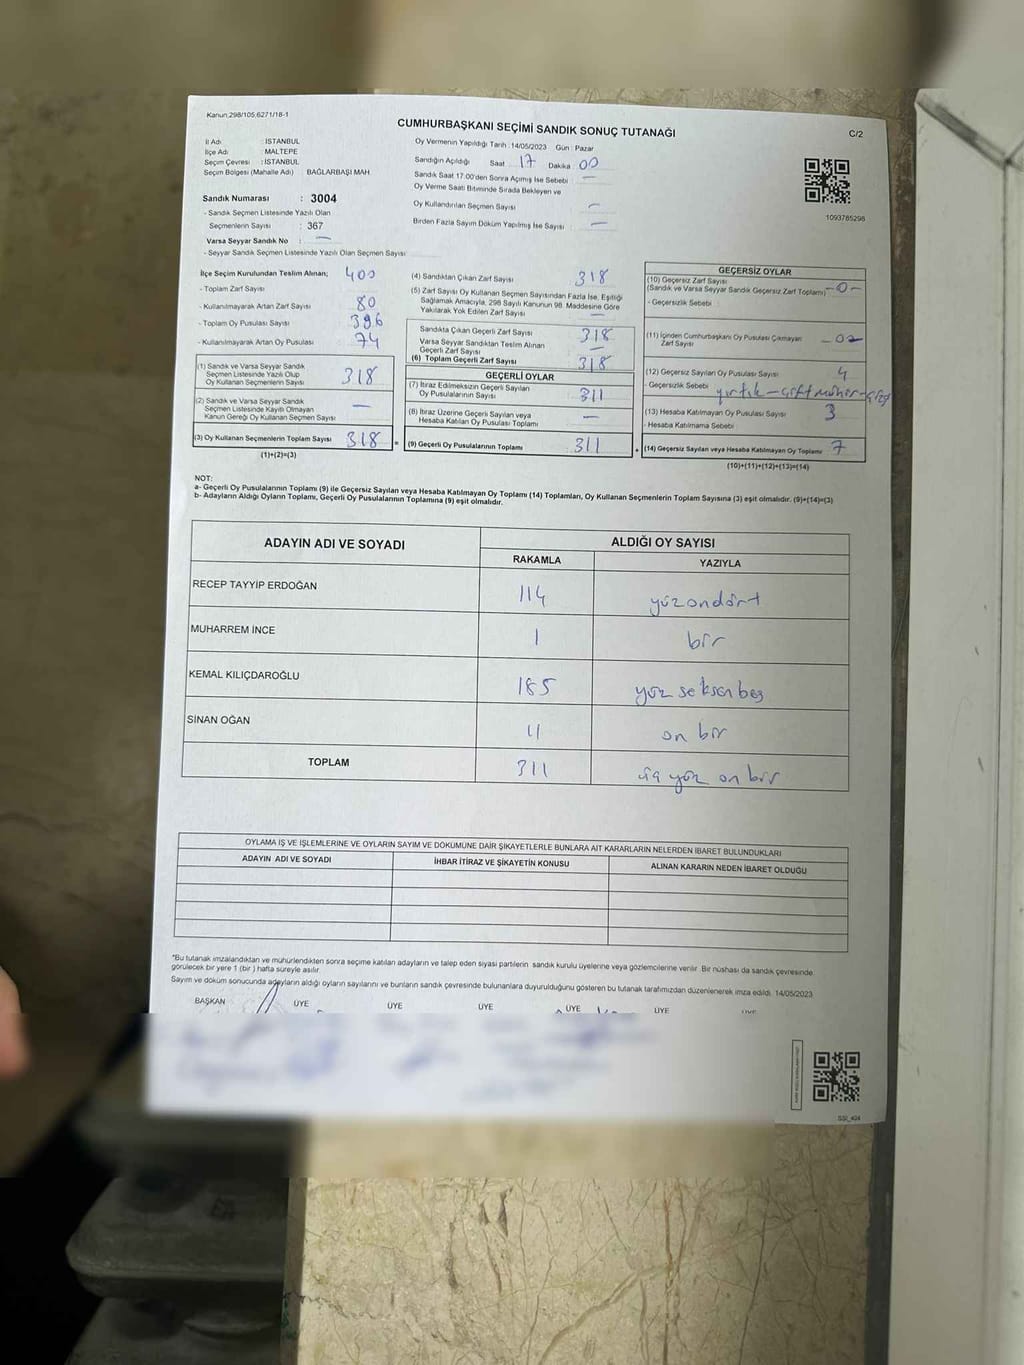 Kanun,298/105,6271/18-1
CUMHURBAŞKANI SEÇİMİ SANDIK SONUÇ TUTANAĞI
C/2
İl Adı : İSTANBUL
İlçe Adı MALTEPE
Seçim Çevresi : İSTANBUL
Seçim Bölgesi (Mahalle Adı) BAĞLARBAŞI MAH.
Oy Vermenin Yapıldığı Tarih : 14/05/2023 Gün : Pazar
Sandığın Açıldığı Saat 17 Dakika 00
Sandık Saat 17.00'den Sonra Açımış İse Sebebi : —
Oy Verme Saati Bitiminde Sırada Bekleyen ve
Oy Kullandırılan Seçmen Sayısı : —
Birden Fazla Sayım Döküm Yapılmış İse Sayısı : —
1093785298
Sandık Numarası : 3004
- Sandık Seçmen Listesinde Yazılı Olan
Seçmenlerin Sayısı : 367
Varsa Seyyar Sandık No : —
- Seyyar Sandık Seçmen Listesinde Yazılı Olan Seçmen Sayısı :
İlçe Seçim Kurulundan Teslim Alınan; 400
- Toplam Zarf Sayısı
- Kullanılmayarak Artan Zarf Sayısı 80
- Toplam Oy Pusulası Sayısı 396
- Kullanılmayarak Artan Oy Pusulası 74
(1) Sandık ve Varsa Seyyar Sandık
Seçmen Listesinde Yazılı Olup
Oy Kullanan Seçmenlerin Sayısı 318
(2) Sandık ve Varsa Seyyar Sandık
Seçmen Listesinde Kayıtlı Olmayan
Kanun Gereği Oy Kullanan Seçmen Sayısı —
(3) Oy Kullanan Seçmenlerin Toplam Sayısı 318 =
(1)+(2)=(3)
(4) Sandıktan Çıkan Zarf Sayısı 318
(5) Zarf Sayısı Oy Kullanan Seçmen Sayısından Fazla İse, Eşitliği
Sağlamak Amacıyla, 298 Sayılı Kanunun 98. Maddesine Göre
Yakılarak Yok Edilen Zarf Sayısı —
Sandıkta Çıkan Geçerli Zarf Sayısı 318
Varsa Seyyar Sandıktan Teslim Alınan
Geçerli Zarf Sayısı —
(6) Toplam Geçerli Zarf Sayısı 318
GEÇERLİ OYLAR
(7) İtiraz Edilmeksizin Geçerli Sayılan
Oy Pusulasının Sayısı 311
(8) İtiraz Üzerine Geçerli Sayılan veya
Hesaba Katılan Oy Pusulası Toplamı —
(9) Geçerli Oy Pusulalarının Toplamı 311 +
GEÇERSİZ OYLAR
(10) Geçersiz Zarf Sayısı
(Sandık ve Varsa Seyyar Sandık Geçersiz Zarf Toplamı) -0-
- Geçersizlik Sebebi
(11) İçinden Cumhurbaşkanı Oy Pusulası Çıkmayan
Zarf Sayısı
(12) Geçersiz Sayılan Oy Pusulası Sayısı 4
- Geçersizlik Sebebi yırtık-çift mühür-
(13) Hesaba Katılmayan Oy Pusulası Sayısı 3
- Hesaba Katılmama Sebebi
(14) Geçersiz Sayılan veya Hesaba Katılmayan Oy Toplamı 7
(10)+(11)+(12)+(13)=(14)
NOT:
a- Geçerli Oy Pusulalarının Toplamı (9) ile Geçersiz Sayılan veya Hesaba Katılmayan Oy Toplamı (14) Toplamları, Oy Kullanan Seçmenlerin Toplam Sayısına (3) eşit olmalıdır. (9)+(14)=(3)
b- Adayların Aldığı Oyların Toplamı, Geçerli Oy Pusulalarının Toplamına (9) eşit olmalıdır.
ADAYIN ADI VE SOYADI ALDIĞI OY SAYISI
RAKAMLA YAZIYLA
RECEP TAYYİP ERDOĞAN 114 yüzondört
MUHARREM İNCE 1 bir
KEMAL KILIÇDAROĞLU 185 yüz seksen beş
SİNAN OĞAN 11 on bir
TOPLAM 311 üç yüz on bir
OYLAMA İŞ VE İŞLEMLERİNE VE OYLARIN SAYIM VE DÖKÜMÜNE DAİR ŞİKAYETLERLE BUNLARA AİT KARARLARIN NELERDEN İBARET BULUNDUKLARI
ADAYIN ADI VE SOYADI İHBAR İTİRAZ VE ŞİKAYETİN KONUSU ALINAN KARARIN NEDEN İBARET OLDUĞU
*Bu tutanak imzalandıktan ve mühürlendikten sonra seçime katılan adayların ve talep eden siyasi partilerin sandık kurulu üyelerine veya gözlemcilerine verilir. Bir nüshası da sandık çevresinde
görülecek bir yere 1 (bir) hafta süreyle asılır.
Sayım ve döküm sonucunda adayların aldığı oyların sayılarını ve bunların sandık çevresinde bulunanlara duyurulduğunu gösteren bu tutanak tarafımızdan düzenlenerek imza edildi. 14/05/2023
BAŞKAN ÜYE ÜYE ÜYE ÜYE ÜYE ÜYE